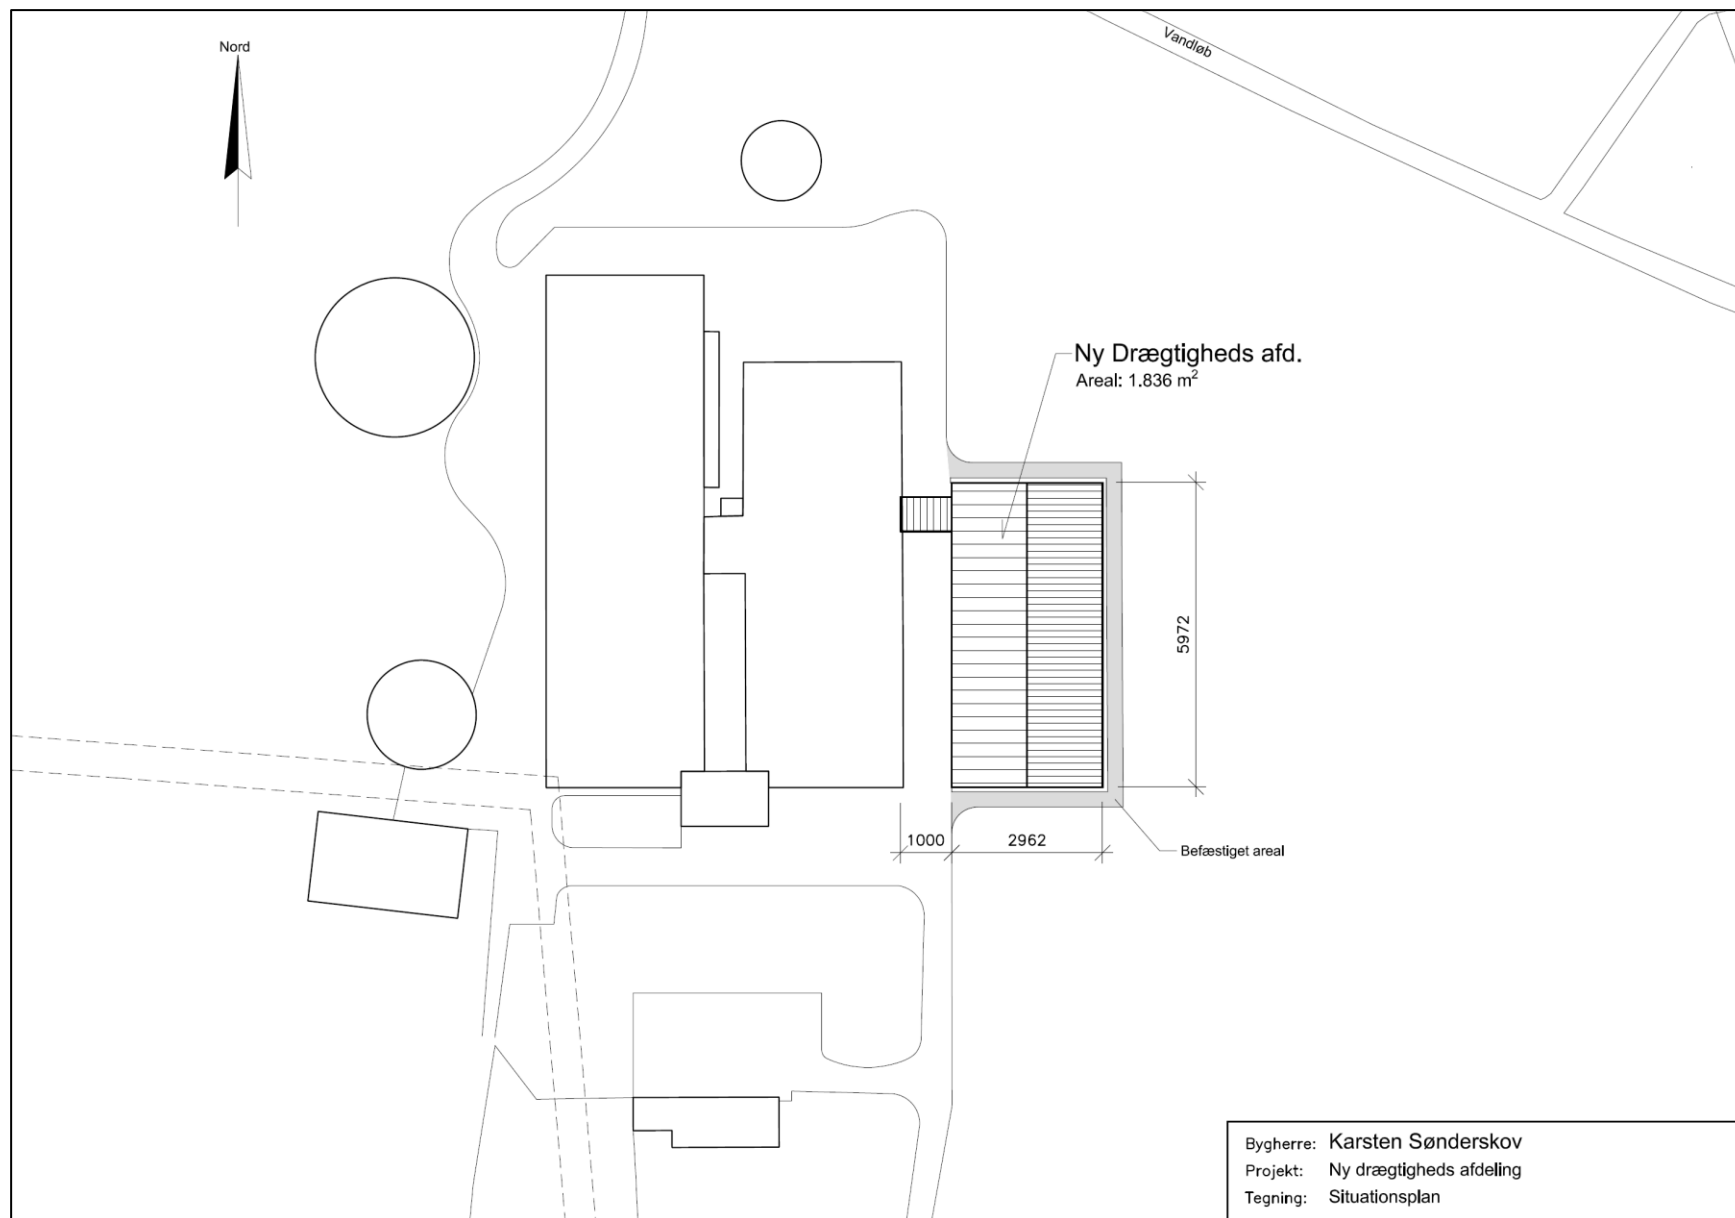 Nord
Vandløb
Ny Drægtigheds afd.
Areal: 1.836 m²
5972
1000
2962
Befæstiget areal
Bygherre: Karsten Sønderskov
Projekt: Ny drægtigheds afdeling
Tegning: Situationsplan